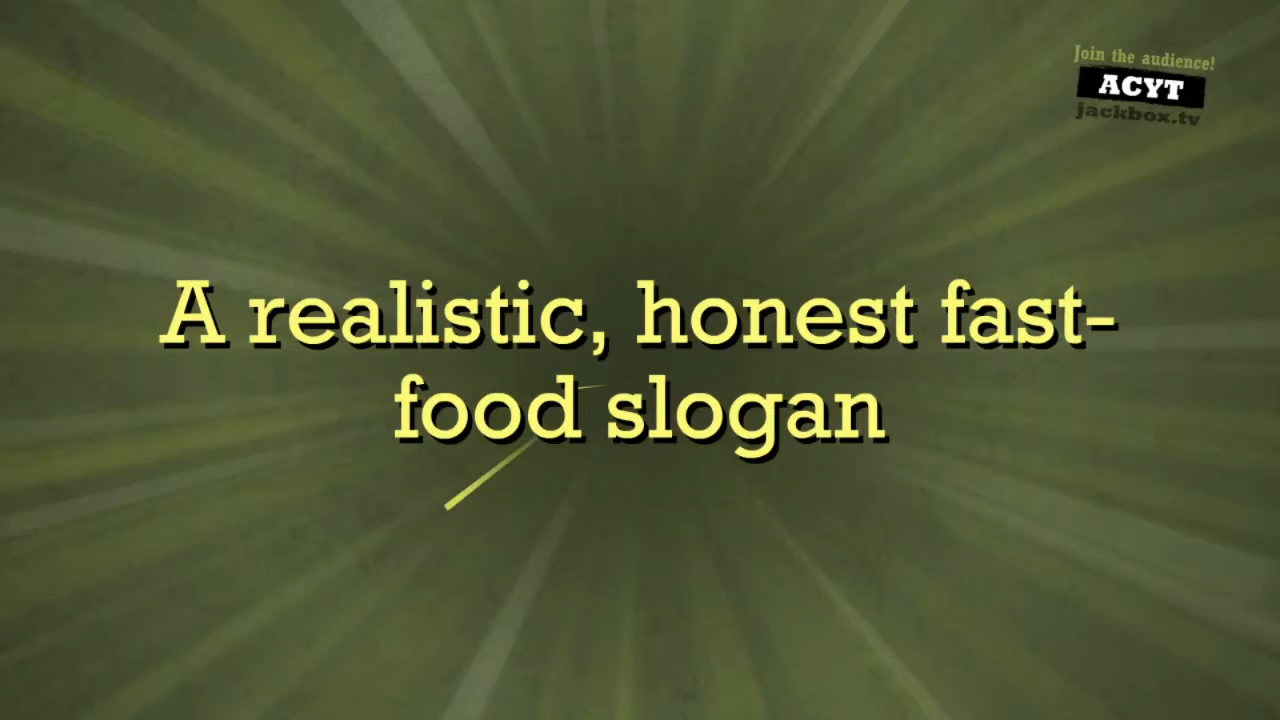 Join the audience!
ACYT
jackbox.tv
A realistic, honest fast-
food slogan